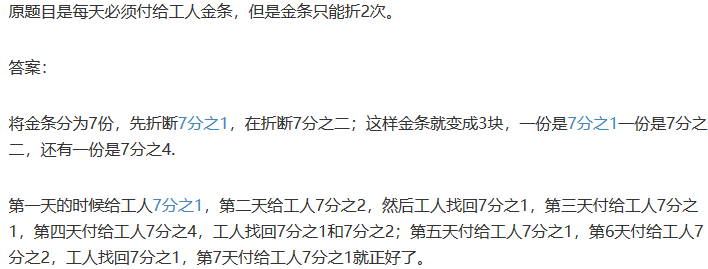 原题目是每天必须付给工人金条，但是金条只能折2次。
答案：
将金条分为7份，先折断7分之1，在折断7分之二；这样金条就变成3块，一份是7分之1一份是7分之
二，还有一份是7分之4.
第一天的时候给工人7分之1，第二天给工人7分之2，然后工人找回7分之1，第三天付给工人7分之
1，第四天付给工人7分之4，工人找回7分之1和7分之2；第五天付给工人7分之1，第6天付给工人7
分之2，工人找回7分之1，第7天付给工人7分之1就正好了。